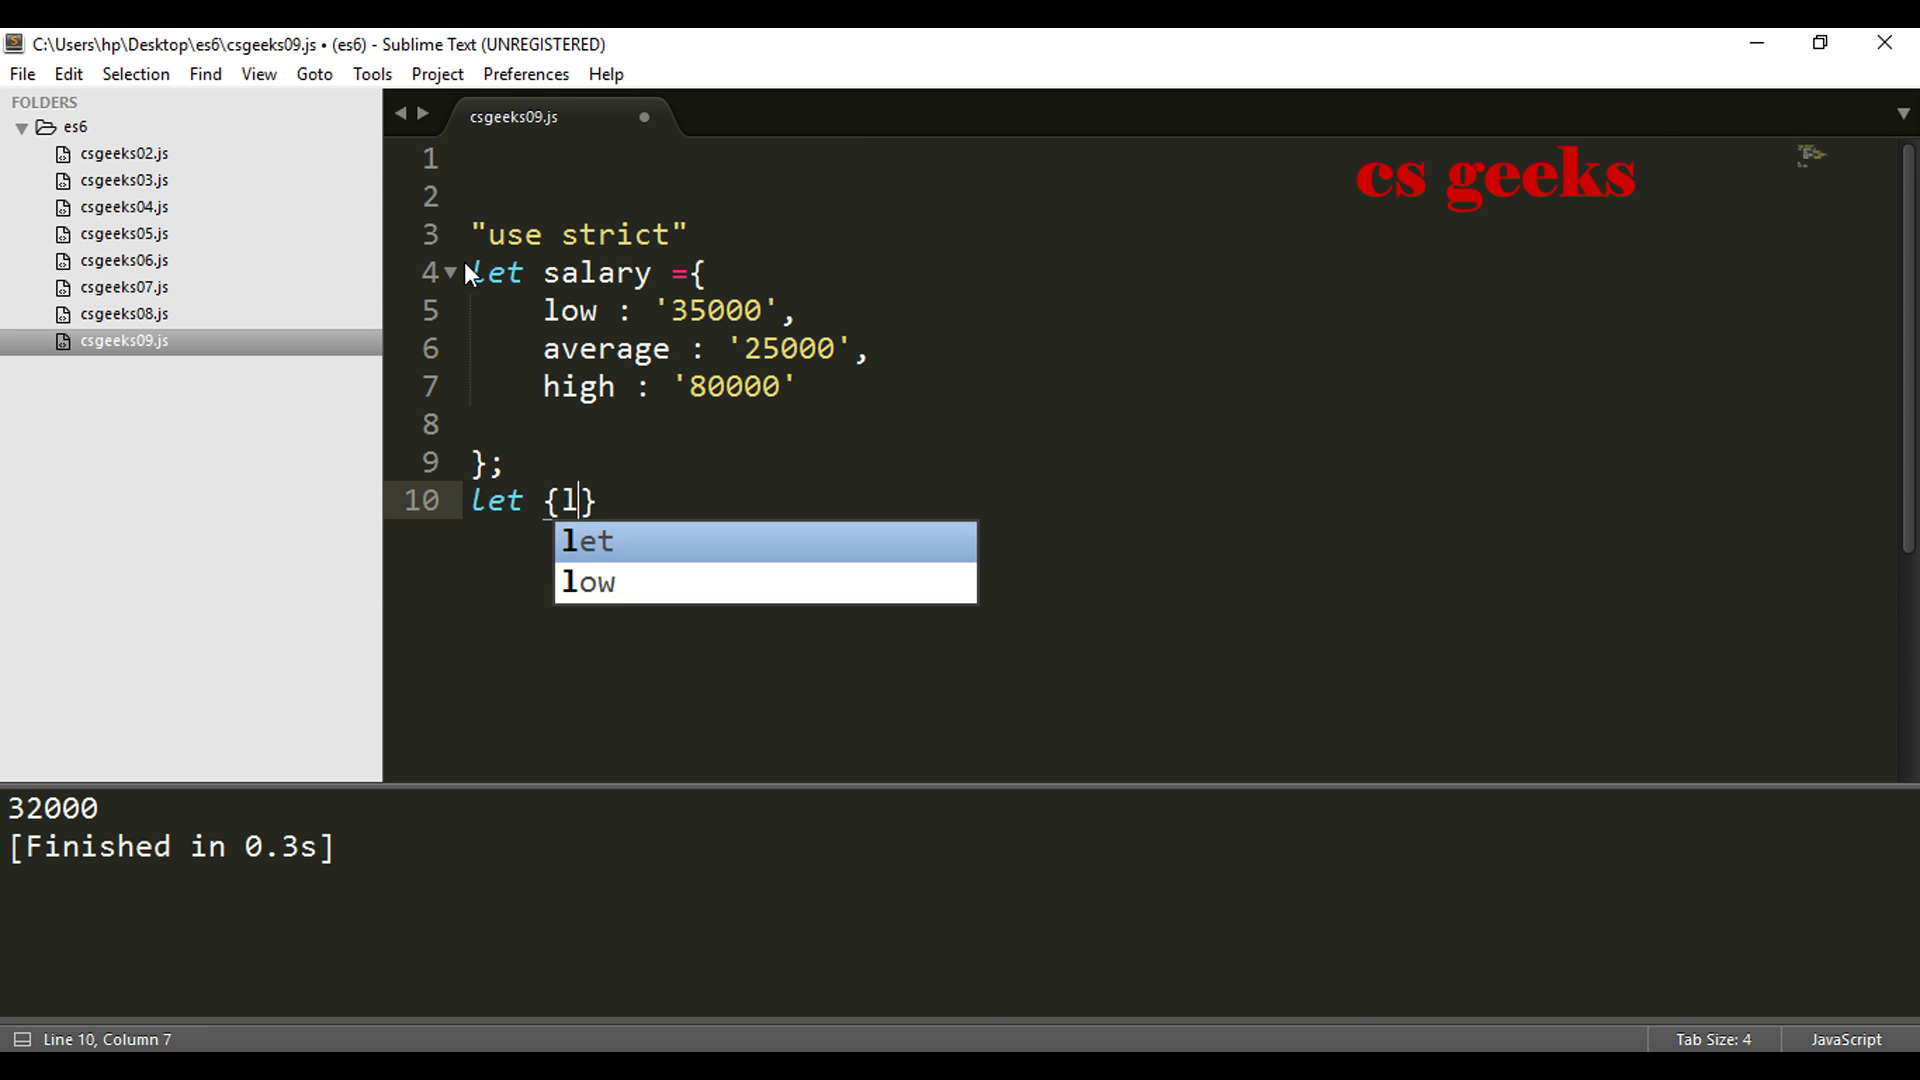 C:\Users\hp\Desktop\es6\csgeeks09.js • (es6) - Sublime Text (UNREGISTERED)
File Edit Selection Find View Goto Tools Project Preferences Help
FOLDERS
es6
csgeeks02.js
csgeeks03.js
csgeeks04.js
csgeeks05.js
csgeeks06.js
csgeeks07.js
csgeeks08.js
csgeeks09.js
csgeeks09.js
cs geeks
1
2
3 "use strict"
4 let salary ={
5 low : '35000',
6 average : '25000',
7 high : '80000'
8
9 };
10 let {l}
let
low
32000
[Finished in 0.3s]
Line 10, Column 7
Tab Size: 4
JavaScript